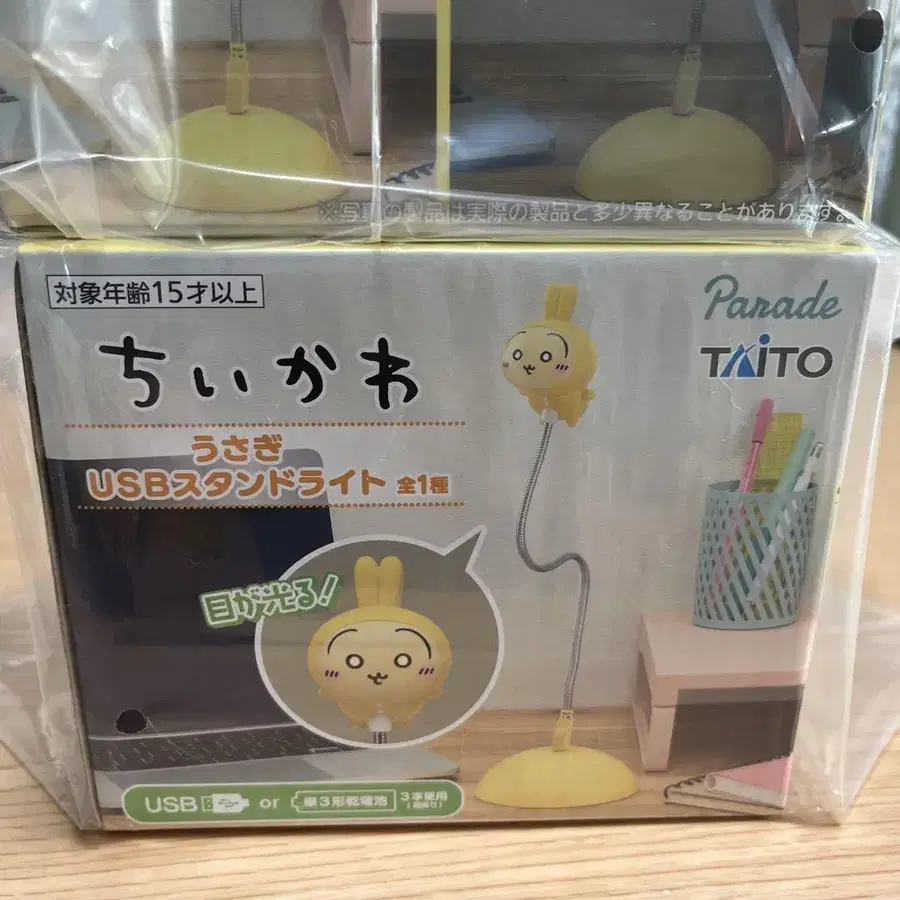 ※写真の製品は実際の製品と多少異なることがあります。
対象年齢15才以上
Parade
TAITO
ちいかわ
うさぎ
USBスタンドライト 全1種
目が光る!
USB or 単3形乾電池 3本使用